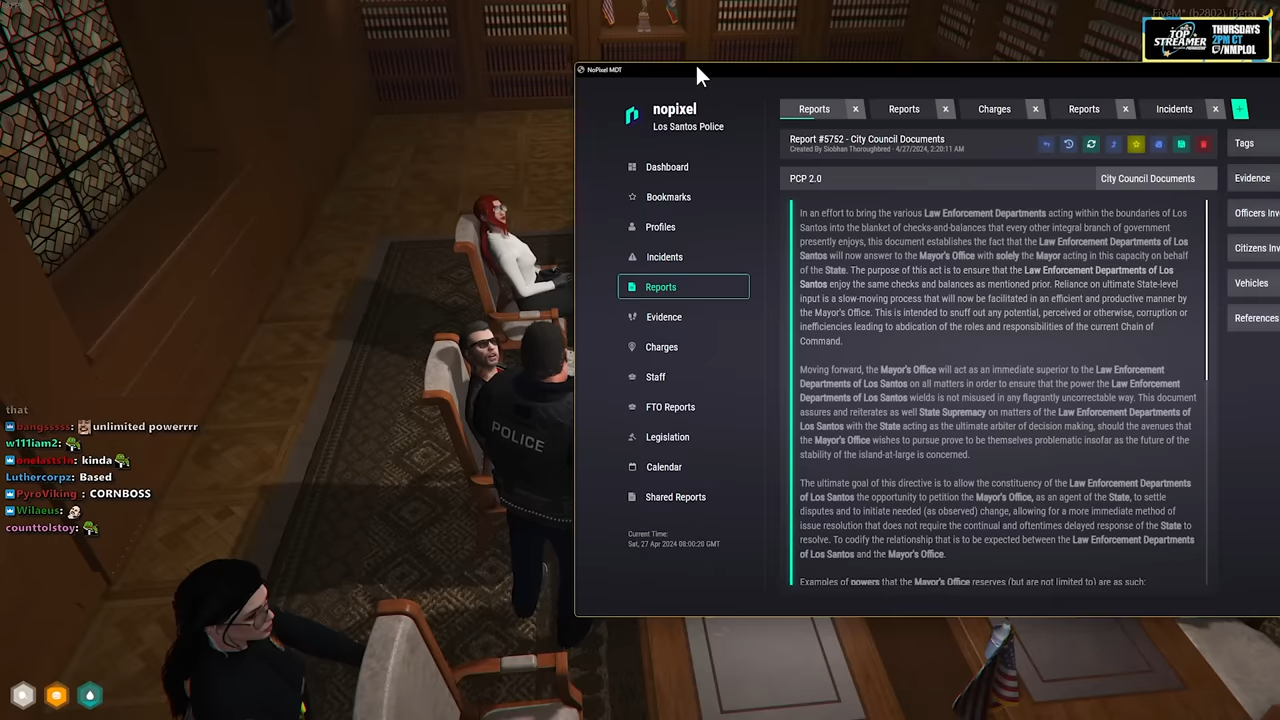 FiveM* (b2802) (Beta)
TOP STREAMER
THURSDAYS
2PM CT
/NMPLOL
NoPixel MDT
nopixel
Los Santos Police
Dashboard
Bookmarks
Profiles
Incidents
Reports
Evidence
Charges
Staff
FTO Reports
Legislation
Calendar
Shared Reports
Current Time:
Sat, 27 Apr 2024 08:00:20 GMT
Reports x
Reports x
Charges x
Reports x
Incidents x
+
Report #5752 - City Council Documents
Created By Siobhan Thoroughbred · 4/27/2024, 2:20:11 AM
PCP 2.0
City Council Documents
In an effort to bring the various Law Enforcement Departments acting within the boundaries of Los
Santos into the blanket of checks-and-balances that every other integral branch of government
presently enjoys, this document establishes the fact that the Law Enforcement Departments of Los
Santos will now answer to the Mayor's Office with solely the Mayor acting in this capacity on behalf
of the State. The purpose of this act is to ensure that the Law Enforcement Departments of Los
Santos enjoy the same checks and balances as mentioned prior. Reliance on ultimate State-level
input is a slow-moving process that will now be facilitated in an efficient and productive manner by
the Mayor's Office. This is intended to snuff out any potential, perceived or otherwise, corruption or
inefficiencies leading to abdication of the roles and responsibilities of the current Chain of
Command.
Moving forward, the Mayor's Office will act as an immediate superior to the Law Enforcement
Departments of Los Santos on all matters in order to ensure that the power the Law Enforcement
Departments of Los Santos wields is not misused in any flagrantly uncorrectable way. This document
assures and reiterates as well State Supremacy on matters of the Law Enforcement Departments of
Los Santos with the State acting as the ultimate arbiter of decision making, should the avenues that
the Mayor's Office wishes to pursue prove to be themselves problematic insofar as the future of the
stability of the island-at-large is concerned.
The ultimate goal of this directive is to allow the constituency of the Law Enforcement Departments
of Los Santos the opportunity to petition the Mayor's Office, as an agent of the State, to settle
disputes and to initiate needed (as observed) change, allowing for a more immediate method of
issue resolution that does not require the continual and oftentimes delayed response of the State to
resolve. To codify the relationship that is to be expected between the Law Enforcement Departments
of Los Santos and the Mayor's Office.
Examples of powers that the Mayor's Office reserves (but are not limited to) are as such:
Tags
Evidence
Officers Inv
Citizens Inv
Vehicles
References
POLICE
that
bangsssss: unlimited powerrrr
w111iam2:
onelasts1n: kinda
Luthercorpz: Based
PyroViking: CORNBOSS
Wilaeus:
counttolstoy: